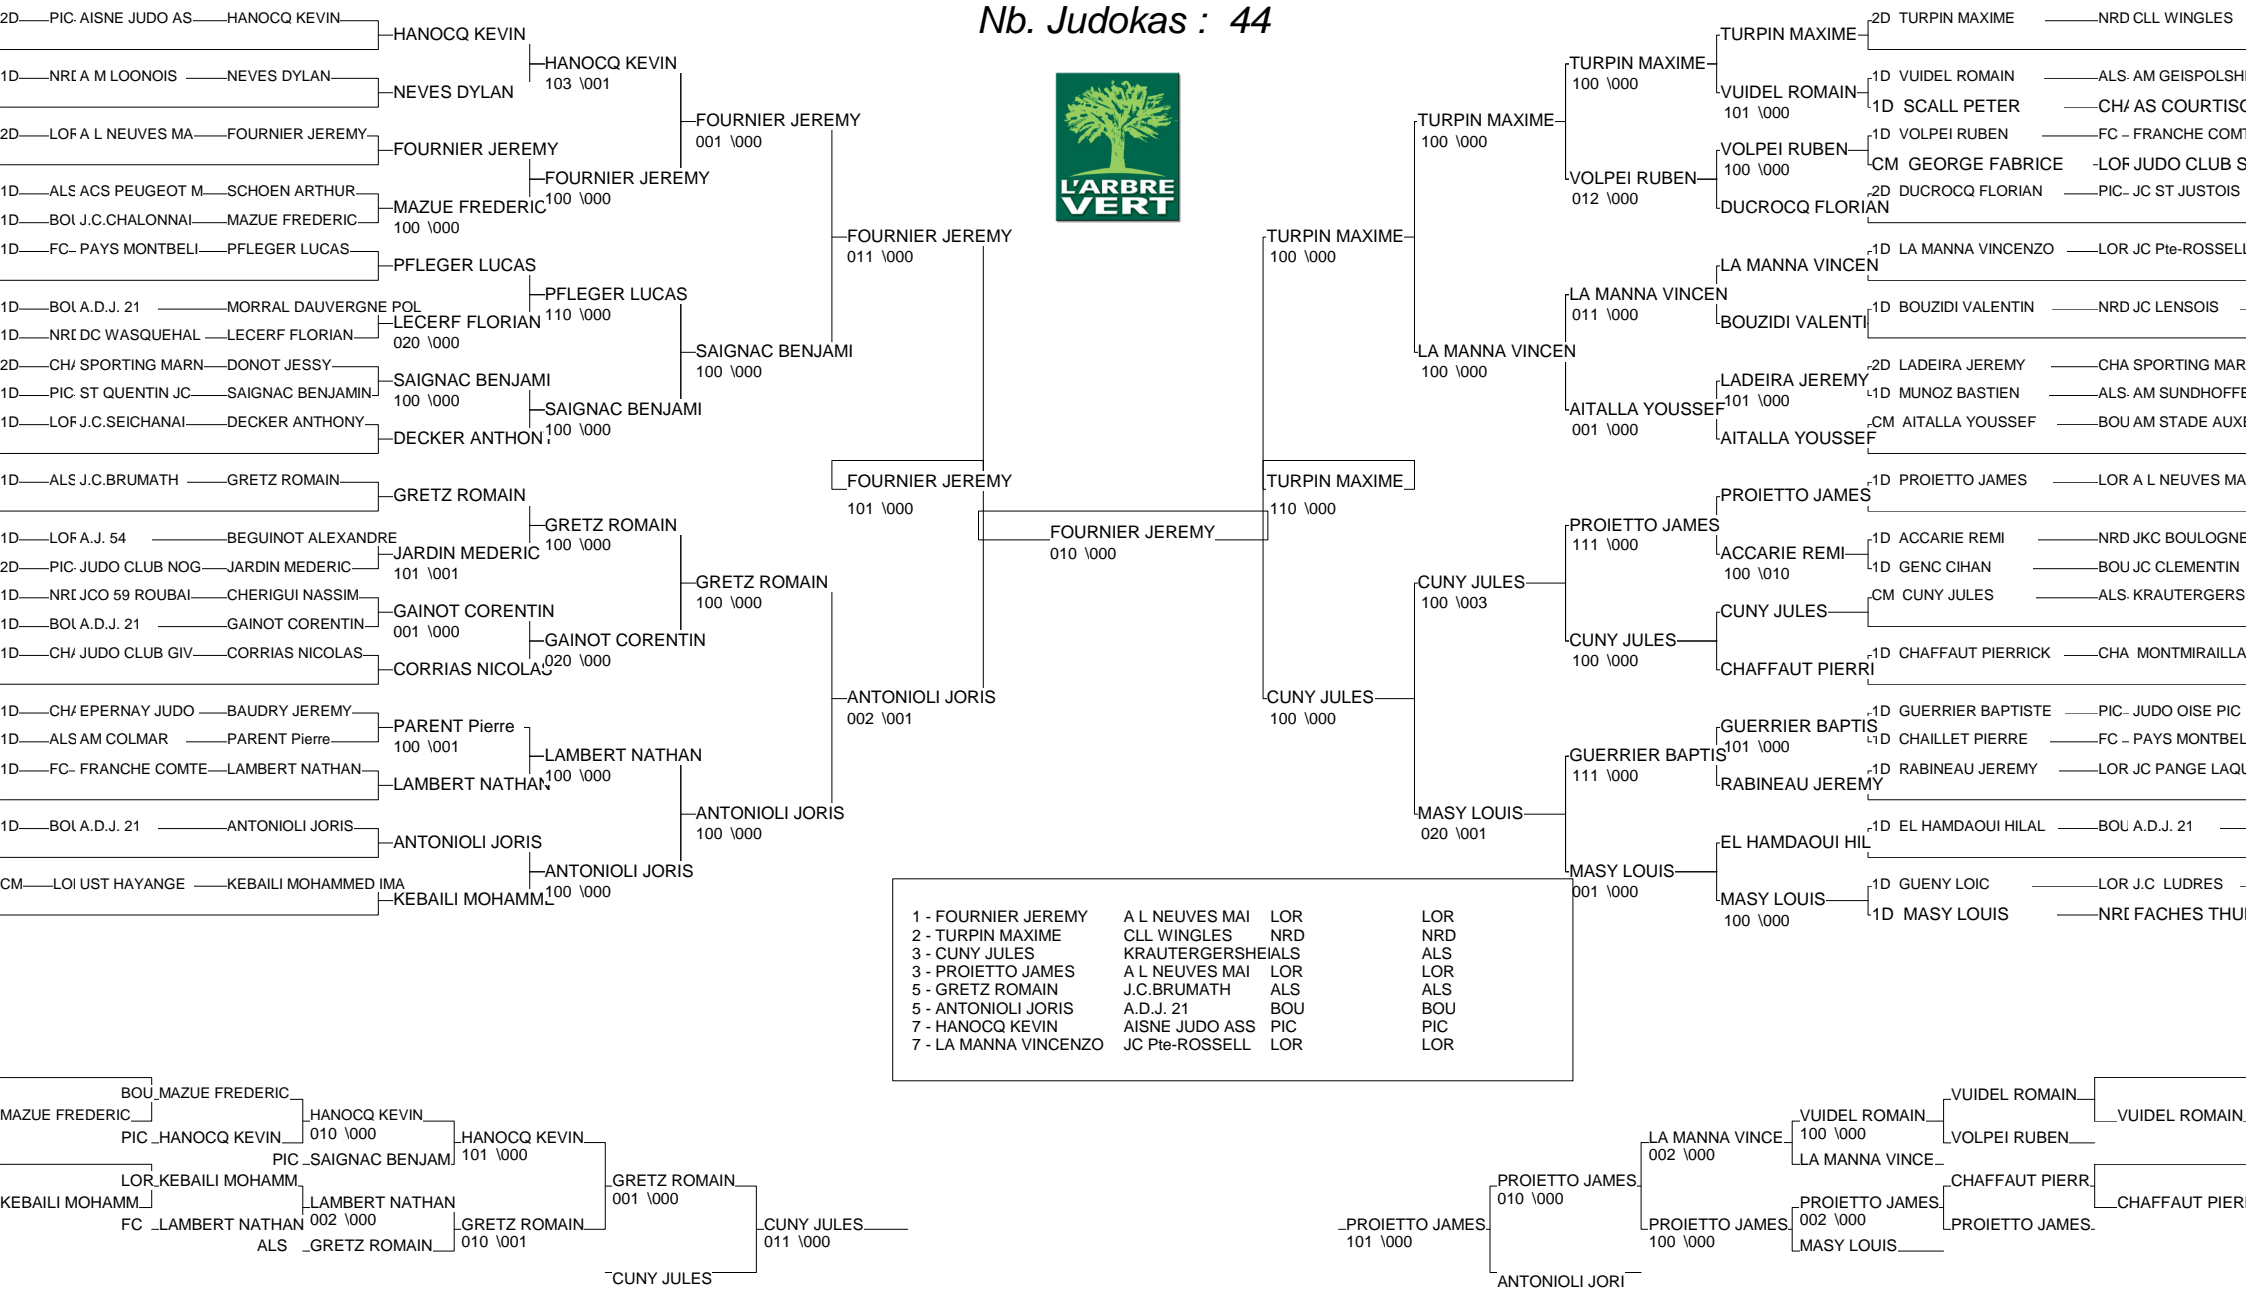 Nb. Judokas : 44
L'ARBRE
VERT
2D PIC AISNE JUDO AS HANOCQ KEVIN
1D NRD A M LOONOIS NEVES DYLAN
2D LOR A L NEUVES MA FOURNIER JEREMY
1D ALS ACS PEUGEOT M SCHOEN ARTHUR
1D BOU J.C.CHALONNAI MAZUE FREDERIC
1D FC PAYS MONTBELI PFLEGER LUCAS
1D BOU A.D.J. 21 MORRAL DAUVERGNE POL
1D NRD DC WASQUEHAL LECERF FLORIAN
2D CHA SPORTING MARN DONOT JESSY
1D PIC ST QUENTIN JC SAIGNAC BENJAMIN
1D LOR J.C.SEICHANAI DECKER ANTHONY
1D ALS J.C.BRUMATH GRETZ ROMAIN
1D LOR A.J. 54 BEGUINOT ALEXANDRE
2D PIC JUDO CLUB NOG JARDIN MEDERIC
1D NRD JCO 59 ROUBAI CHERIGUI NASSIM
1D BOU A.D.J. 21 GAINOT CORENTIN
1D CHA JUDO CLUB GIV CORRIAS NICOLAS
1D CHA EPERNAY JUDO BAUDRY JEREMY
1D ALS AM COLMAR PARENT Pierre
1D FC FRANCHE COMTE LAMBERT NATHAN
1D BOU A.D.J. 21 ANTONIOLI JORIS
CM LOR UST HAYANGE KEBAILI MOHAMMED IMA
HANOCQ KEVIN
NEVES DYLAN
FOURNIER JEREMY
MAZUE FREDERIC
100 \000
PFLEGER LUCAS
LECERF FLORIAN
020 \000
SAIGNAC BENJAMI
100 \000
DECKER ANTHONY
GRETZ ROMAIN
JARDIN MEDERIC
101 \001
GAINOT CORENTIN
001 \000
CORRIAS NICOLAS
PARENT Pierre
100 \001
LAMBERT NATHAN
ANTONIOLI JORIS
KEBAILI MOHAMME
HANOCQ KEVIN
103 \001
FOURNIER JEREMY
100 \000
PFLEGER LUCAS
110 \000
SAIGNAC BENJAMI
100 \000
GRETZ ROMAIN
100 \000
GAINOT CORENTIN
020 \000
LAMBERT NATHAN
100 \000
ANTONIOLI JORIS
100 \000
FOURNIER JEREMY
001 \000
SAIGNAC BENJAMI
100 \000
GRETZ ROMAIN
100 \000
ANTONIOLI JORIS
100 \000
FOURNIER JEREMY
011 \000
ANTONIOLI JORIS
002 \001
FOURNIER JEREMY
101 \000
FOURNIER JEREMY
010 \000
TURPIN MAXIME
110 \000
TURPIN MAXIME
100 \000
CUNY JULES
100 \000
TURPIN MAXIME
100 \000
LA MANNA VINCEN
100 \000
CUNY JULES
100 \003
MASY LOUIS
020 \001
TURPIN MAXIME
100 \000
VOLPEI RUBEN
012 \000
LA MANNA VINCEN
011 \000
AITALLA YOUSSEF
001 \000
PROIETTO JAMES
111 \000
CUNY JULES
100 \000
GUERRIER BAPTIS
111 \000
MASY LOUIS
001 \000
TURPIN MAXIME
VUIDEL ROMAIN
101 \000
VOLPEI RUBEN
100 \000
DUCROCQ FLORIAN
LA MANNA VINCEN
BOUZIDI VALENTI
LADEIRA JEREMY
101 \000
AITALLA YOUSSEF
PROIETTO JAMES
ACCARIE REMI
100 \010
CUNY JULES
CHAFFAUT PIERRI
GUERRIER BAPTIS
101 \000
RABINEAU JEREMY
EL HAMDAOUI HIL
MASY LOUIS
100 \000
2D TURPIN MAXIME NRD CLL WINGLES
1D VUIDEL ROMAIN ALS AM GEISPOLSH
1D SCALL PETER CHA AS COURTISO
1D VOLPEI RUBEN FC FRANCHE COMT
CM GEORGE FABRICE LOR JUDO CLUB S
2D DUCROCQ FLORIAN PIC JC ST JUSTOIS
1D LA MANNA VINCENZO LOR JC Pte-ROSSELL
1D BOUZIDI VALENTIN NRD JC LENSOIS
2D LADEIRA JEREMY CHA SPORTING MAR
1D MUNOZ BASTIEN ALS AM SUNDHOFFE
CM AITALLA YOUSSEF BOU AM STADE AUXE
1D PROIETTO JAMES LOR A L NEUVES MA
1D ACCARIE REMI NRD JKC BOULOGNE
1D GENC CIHAN BOU JC CLEMENTIN
CM CUNY JULES ALS KRAUTERGERS
1D CHAFFAUT PIERRICK CHA MONTMIRAILLA
1D GUERRIER BAPTISTE PIC JUDO OISE PIC
1D CHAILLET PIERRE FC PAYS MONTBEL
1D RABINEAU JEREMY LOR JC PANGE LAQU
1D EL HAMDAOUI HILAL BOU A.D.J. 21
1D GUENY LOIC LOR J.C LUDRES
1D MASY LOUIS NRD FACHES THU
1 - FOURNIER JEREMY A L NEUVES MAI LOR LOR
2 - TURPIN MAXIME CLL WINGLES NRD NRD
3 - CUNY JULES KRAUTERGERSHEI ALS ALS
3 - PROIETTO JAMES A L NEUVES MAI LOR LOR
5 - GRETZ ROMAIN J.C.BRUMATH ALS ALS
5 - ANTONIOLI JORIS A.D.J. 21 BOU BOU
7 - HANOCQ KEVIN AISNE JUDO ASS PIC PIC
7 - LA MANNA VINCENZO JC Pte-ROSSELL LOR LOR
MAZUE FREDERIC
KEBAILI MOHAMM
BOU MAZUE FREDERIC
PIC HANOCQ KEVIN
LOR KEBAILI MOHAMM
FC LAMBERT NATHAN
HANOCQ KEVIN
010 \000
PIC SAIGNAC BENJAM
LAMBERT NATHAN
002 \000
ALS GRETZ ROMAIN
HANOCQ KEVIN
101 \000
GRETZ ROMAIN
010 \001
GRETZ ROMAIN
001 \000
CUNY JULES
CUNY JULES
011 \000
PROIETTO JAMES
101 \000
PROIETTO JAMES
010 \000
ANTONIOLI JORI
LA MANNA VINCE
002 \000
PROIETTO JAMES
100 \000
VUIDEL ROMAIN
100 \000
LA MANNA VINCE
PROIETTO JAMES
002 \000
MASY LOUIS
VUIDEL ROMAIN
VOLPEI RUBEN
CHAFFAUT PIERR
PROIETTO JAMES
VUIDEL ROMAIN
CHAFFAUT PIER